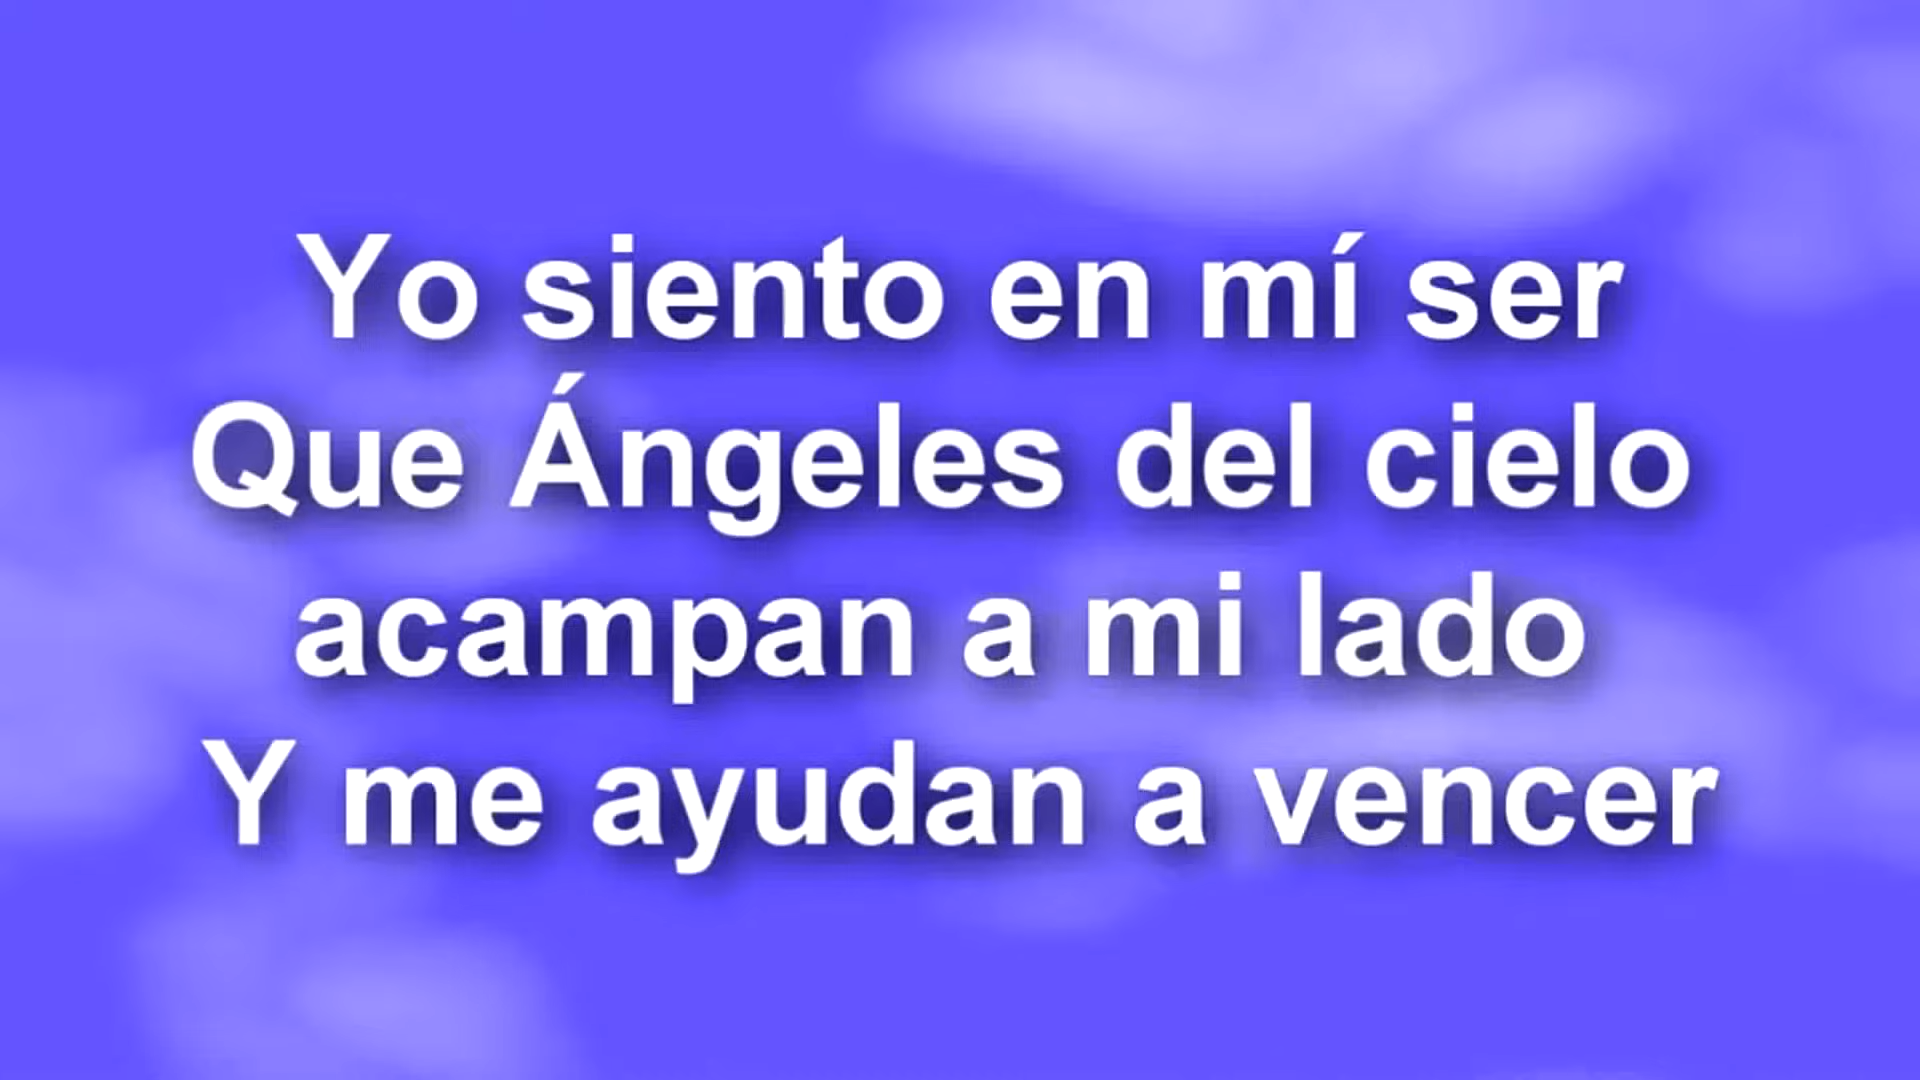 Yo siento en mí ser
Que Ángeles del cielo
acampan a mi lado
Y me ayudan a vencer